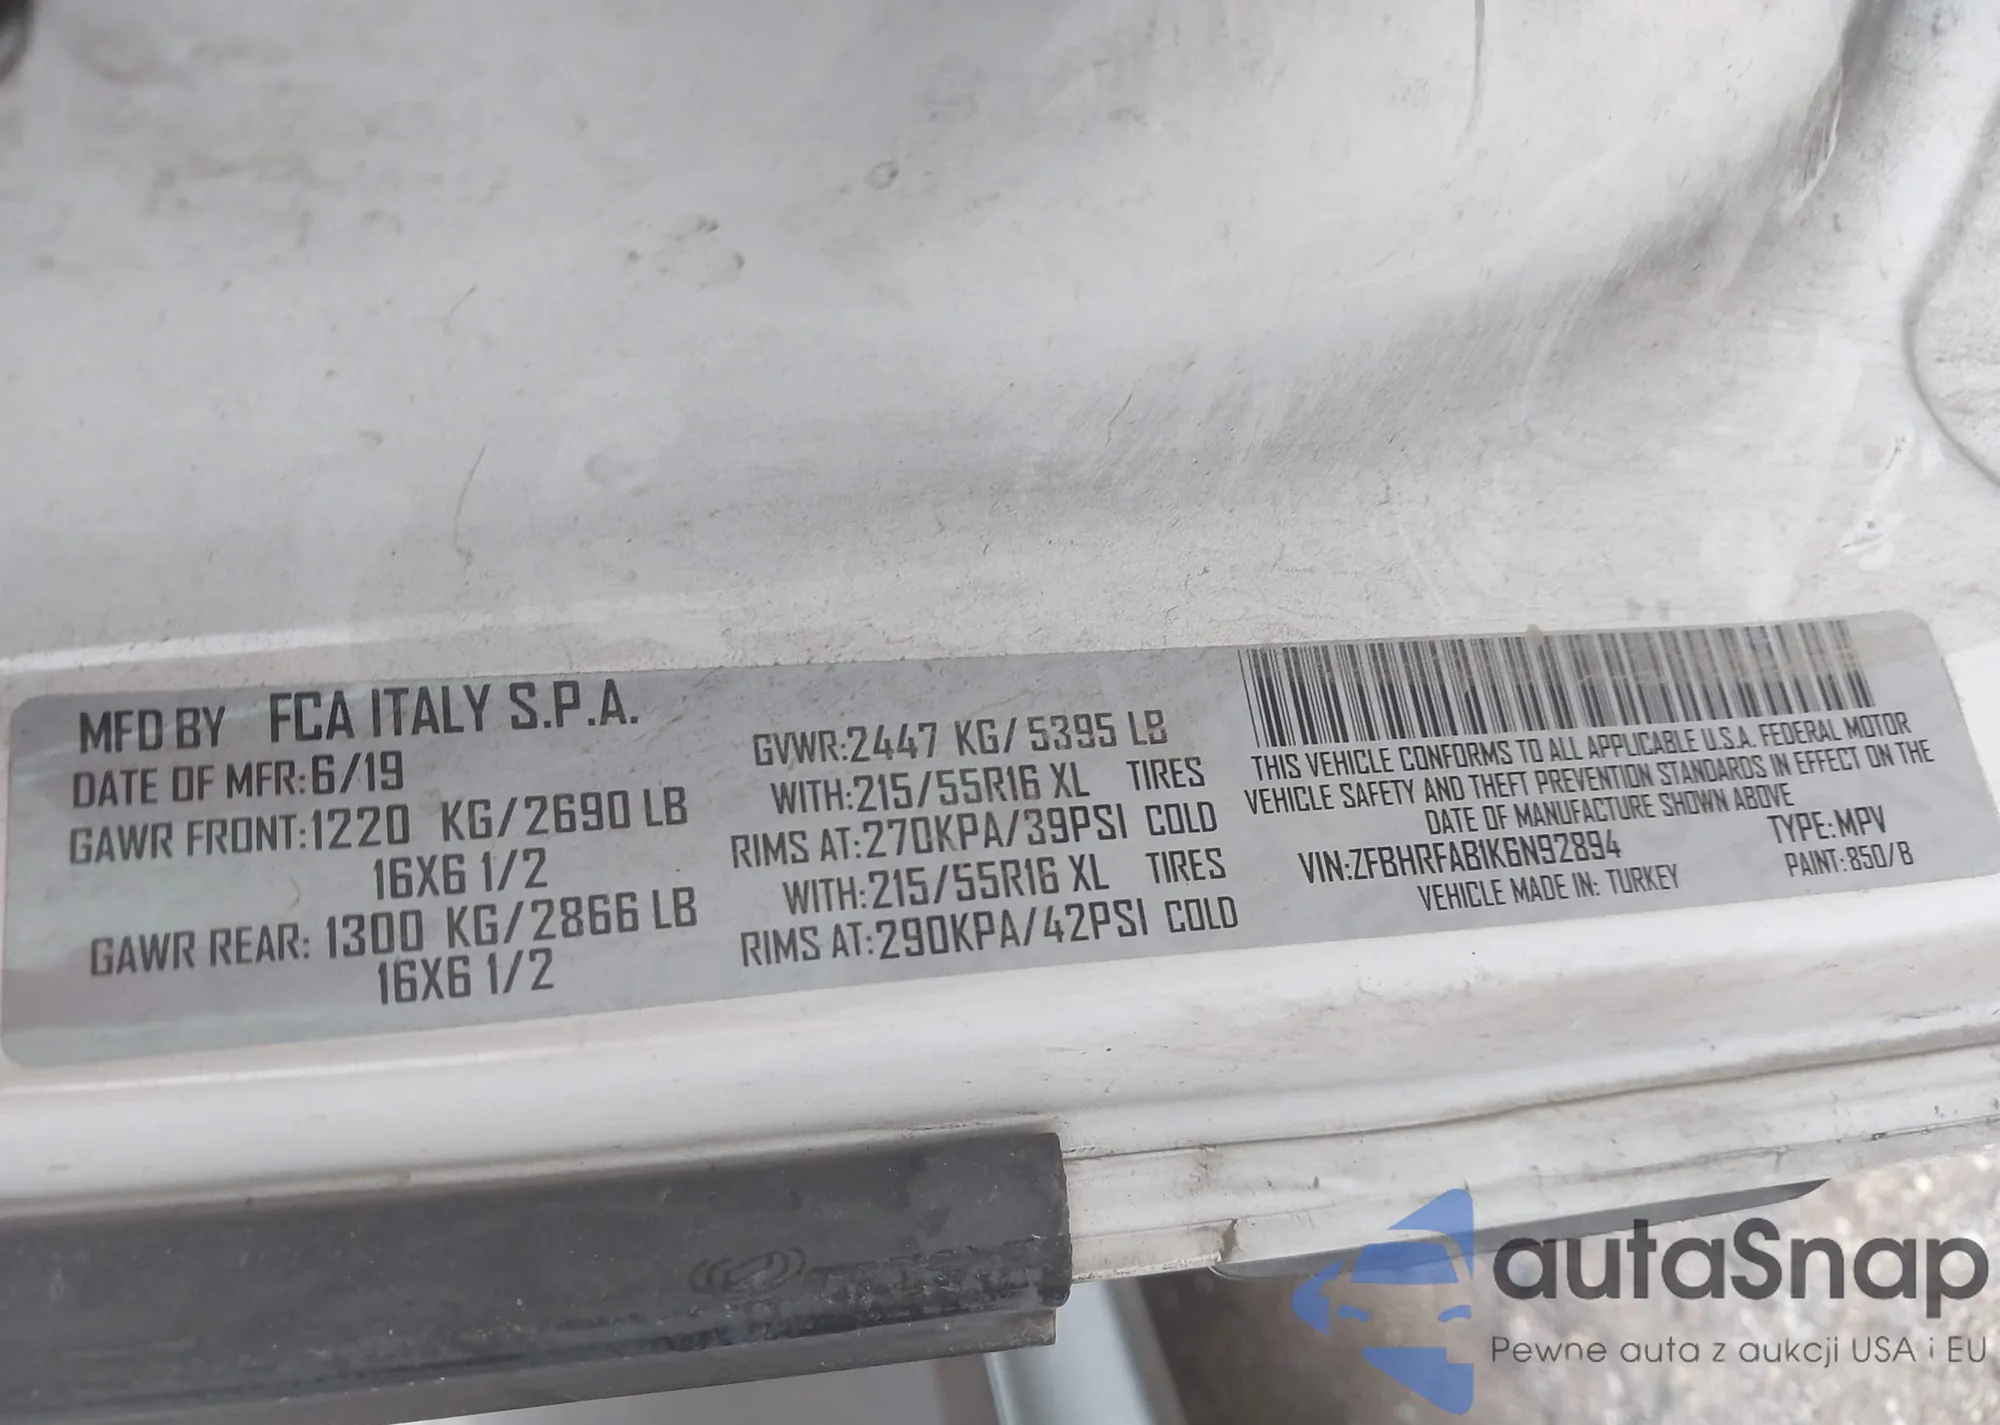 MFD BY FCA ITALY S.P.A.
DATE OF MFR:6/19
GAWR FRONT:1220 KG/2690 LB
16X6 1/2
GAWR REAR: 1300 KG/2866 LB
16X6 1/2
GVWR:2447 KG/5395 LB
WITH:215/55R16 XL TIRES
RIMS AT:270KPA/39PSI COLD
WITH:215/55R16 XL TIRES
RIMS AT:290KPA/42PSI COLD
THIS VEHICLE CONFORMS TO ALL APPLICABLE U.S.A. FEDERAL MOTOR
VEHICLE SAFETY AND THEFT PREVENTION STANDARDS IN EFFECT ON THE
DATE OF MANUFACTURE SHOWN ABOVE
VIN:ZFBHRFAB1K6N92894 TYPE:MPV
VEHICLE MADE IN: TURKEY PAINT:850/B
autaSnap
Pewne auta z aukcji USA i EU